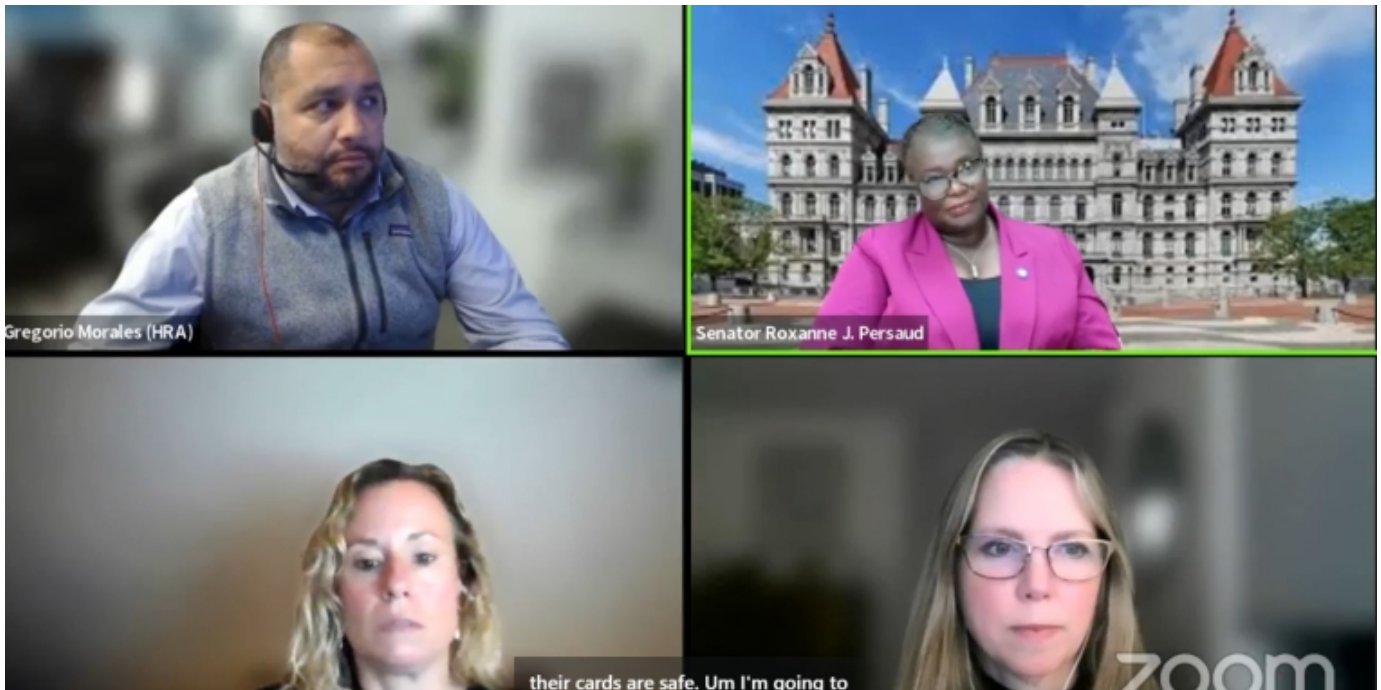 Gregorio Morales (HRA)
Senator Roxanne J. Persaud
their cards are safe. Um I'm going to
zoom